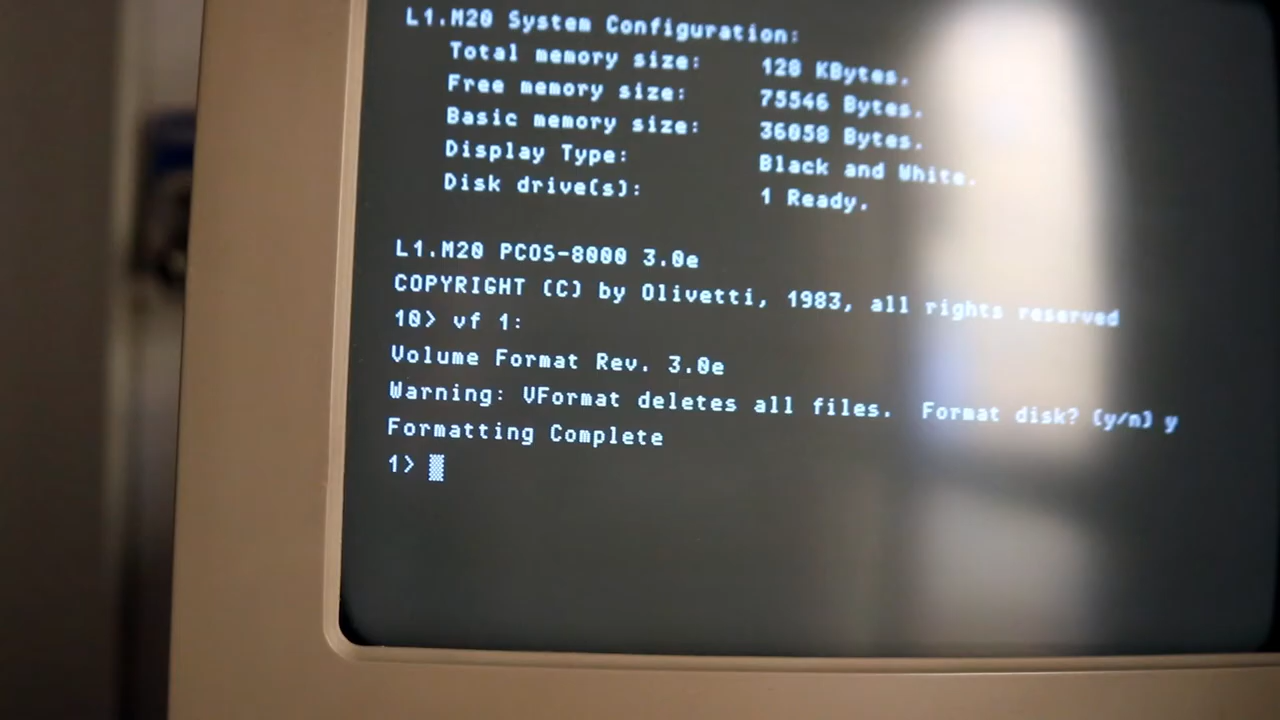 L1.M20 System Configuration:
Total memory size: 128 KBytes.
Free memory size: 75546 Bytes.
Basic memory size: 36058 Bytes.
Display Type: Black and White.
Disk drive(s): 1 Ready.
L1.M20 PCOS-8000 3.0e
COPYRIGHT (C) by Olivetti, 1983, all rights reserved
10> vf 1:
Volume Format Rev. 3.0e
Warning: VFormat deletes all files. Format disk? (y/n) y
Formatting Complete
1>